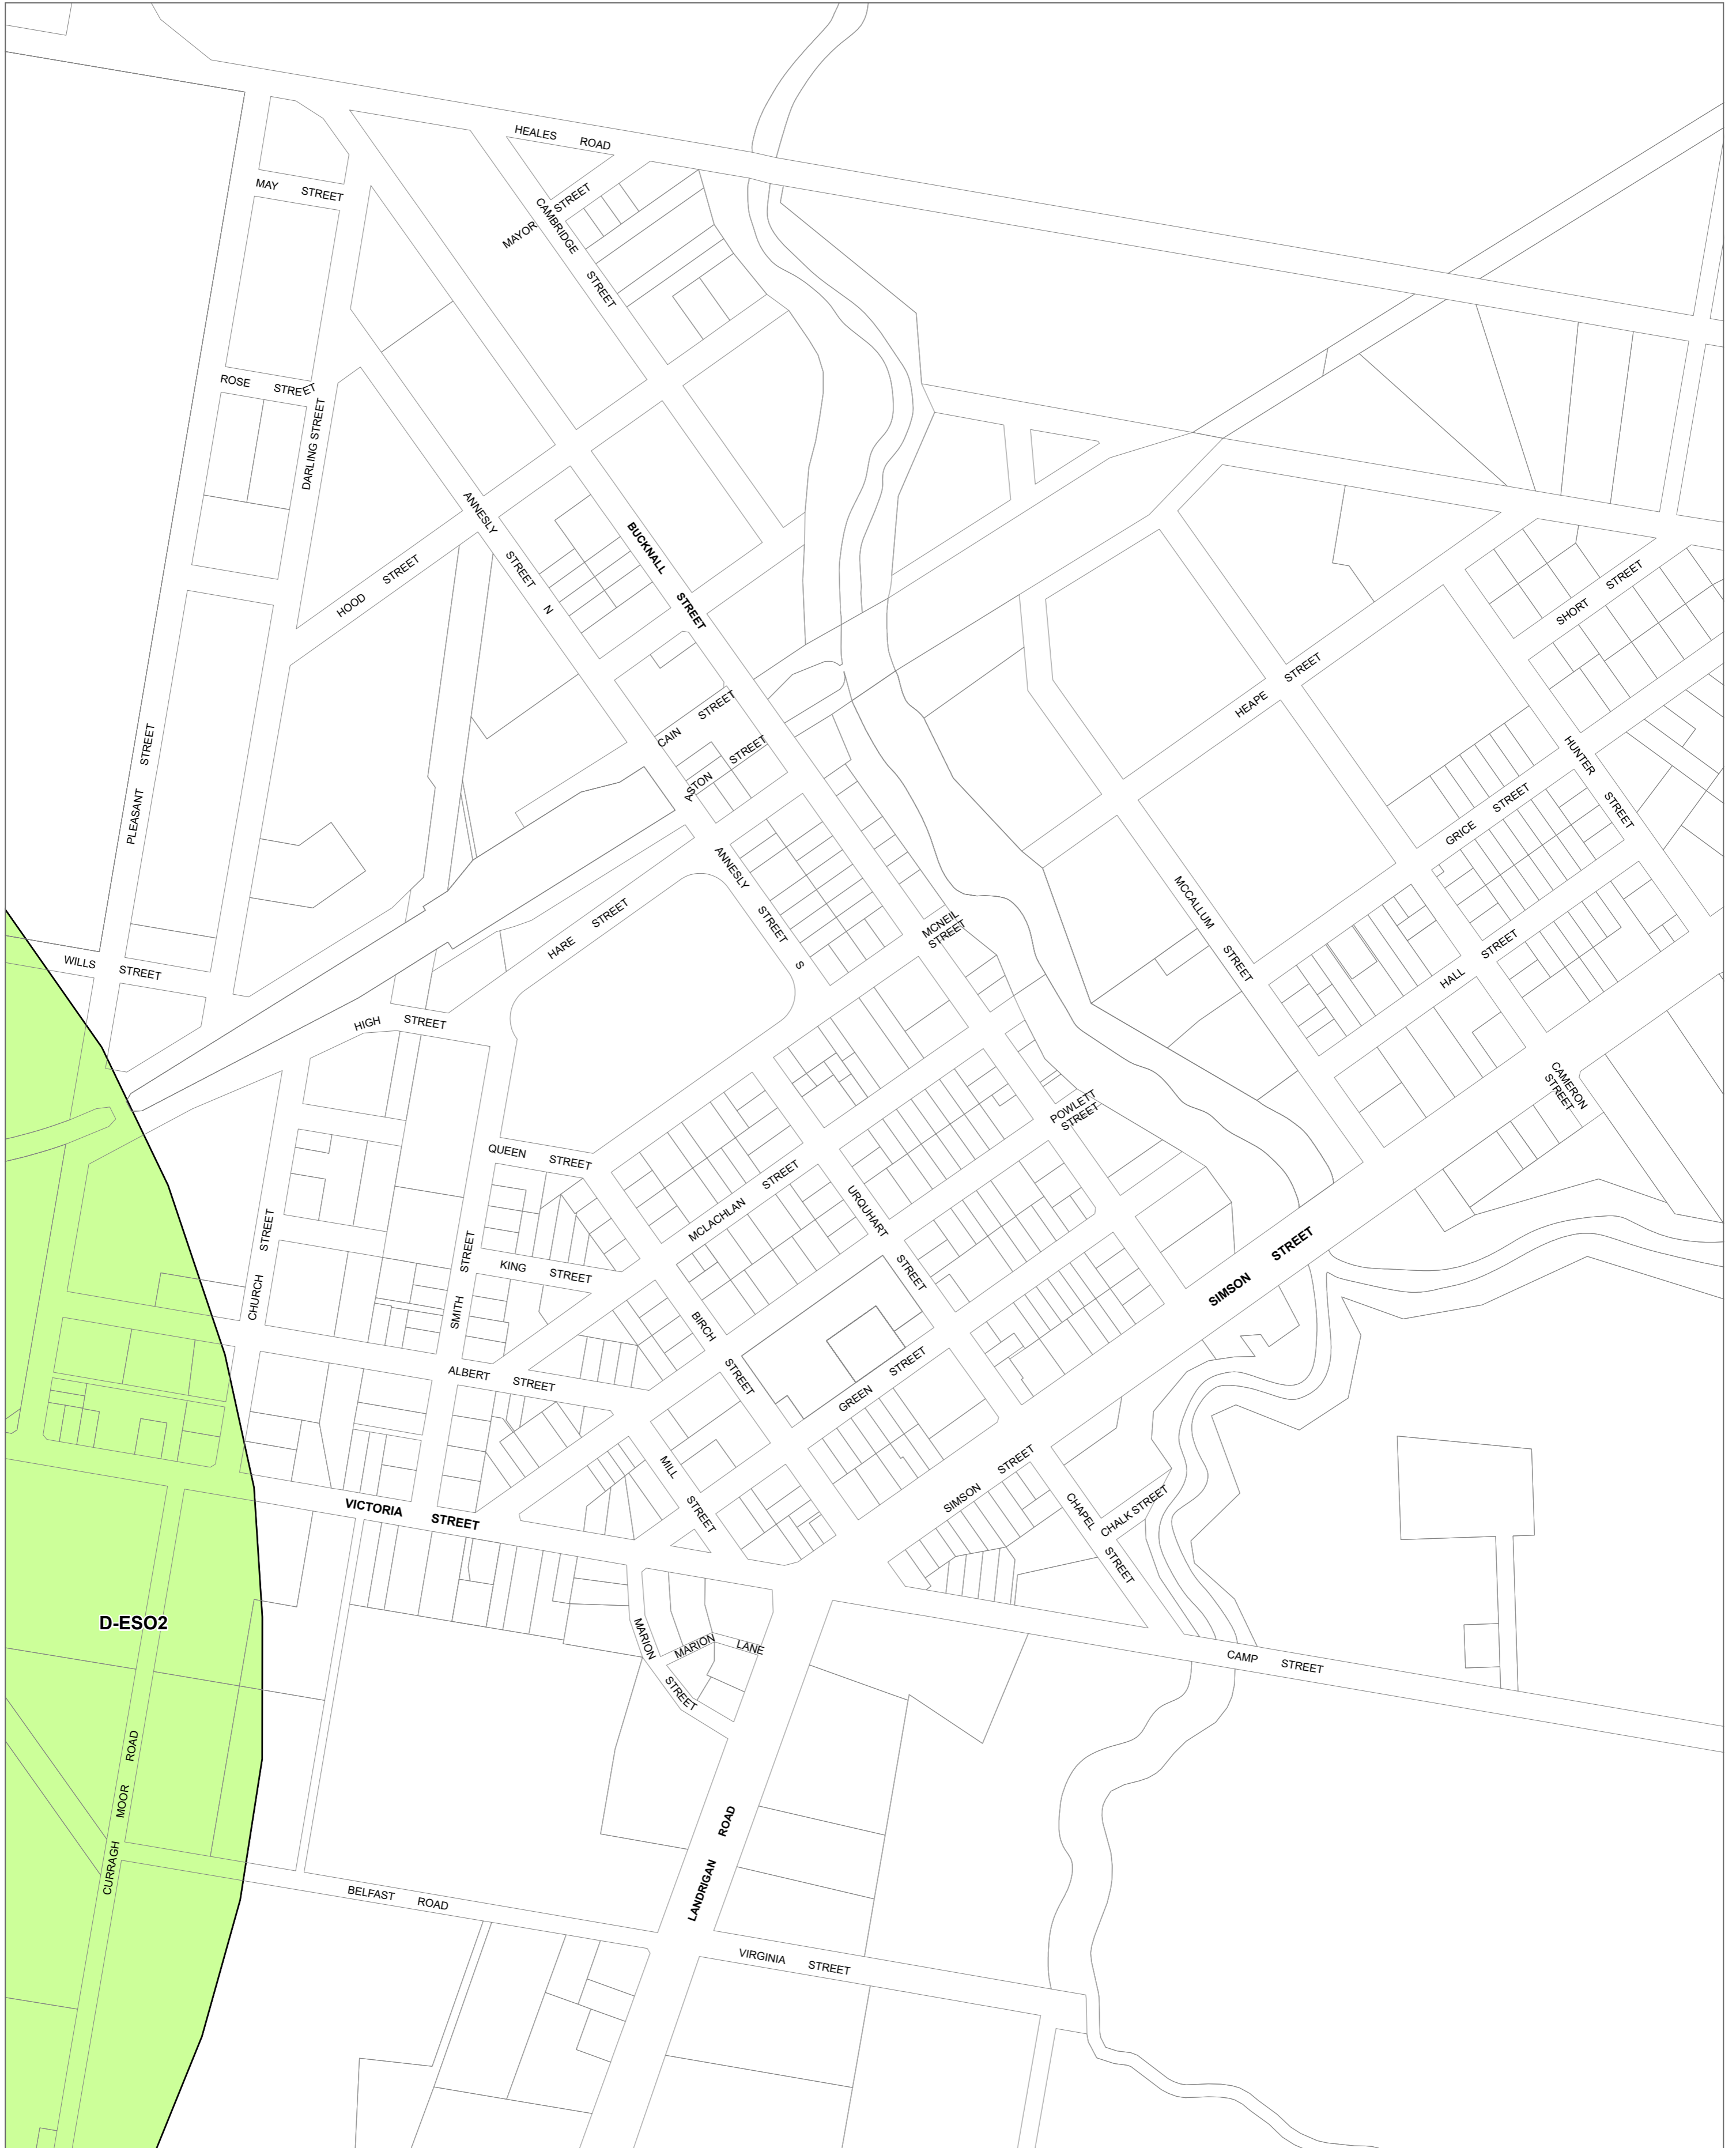 HEALES ROAD
MAY STREET
MAYOR STREET
CAMBRIDGE STREET
ROSE STREET
DARLING STREET
ANNESLY STREET N
BUCKNALL STREET
HOOD STREET
SHORT STREET
HEAPE STREET
CAIN STREET
ASTON STREET
PLEASANT STREET
HUNTER STREET
GRICE STREET
ANNESLY STREET S
MCCALLUM STREET
HARE STREET
MCNEIL STREET
HALL STREET
WILLS STREET
HIGH STREET
CAMERON STREET
POWLETT STREET
QUEEN STREET
MCLACHLAN STREET
URQUHART STREET
CHURCH STREET
SMITH STREET
KING STREET
SIMSON STREET
BIRCH STREET
ALBERT STREET
GREEN STREET
MILL STREET
SIMSON STREET
CHAPEL STREET
CHALK STREET
VICTORIA STREET
D-ESO2
MARION STREET
MARION LANE
CAMP STREET
CURRAGH MOOR ROAD
LANDRIGAN ROAD
BELFAST ROAD
VIRGINIA STREET